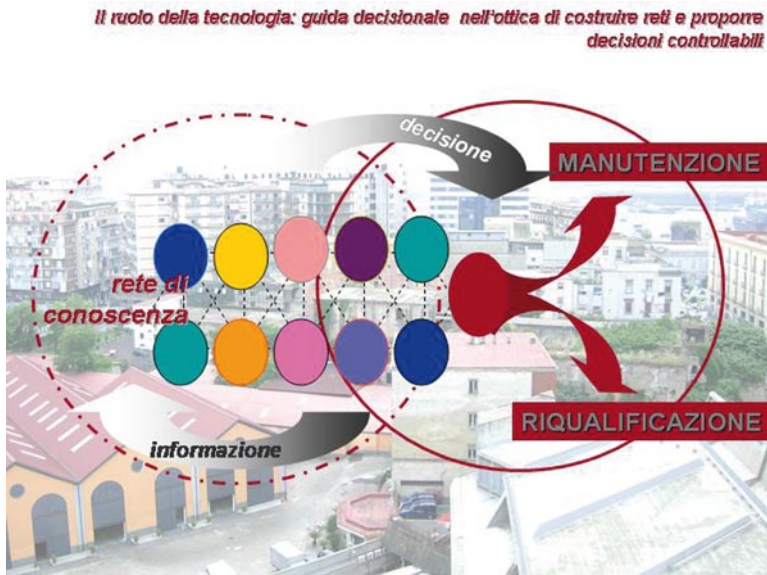 Il ruolo della tecnologia: guida decisionale nell'ottica di costruire reti e proporre
decisioni controllabili
decisione
MANUTENZIONE
rete di
conoscenza
RIQUALIFICAZIONE
informazione